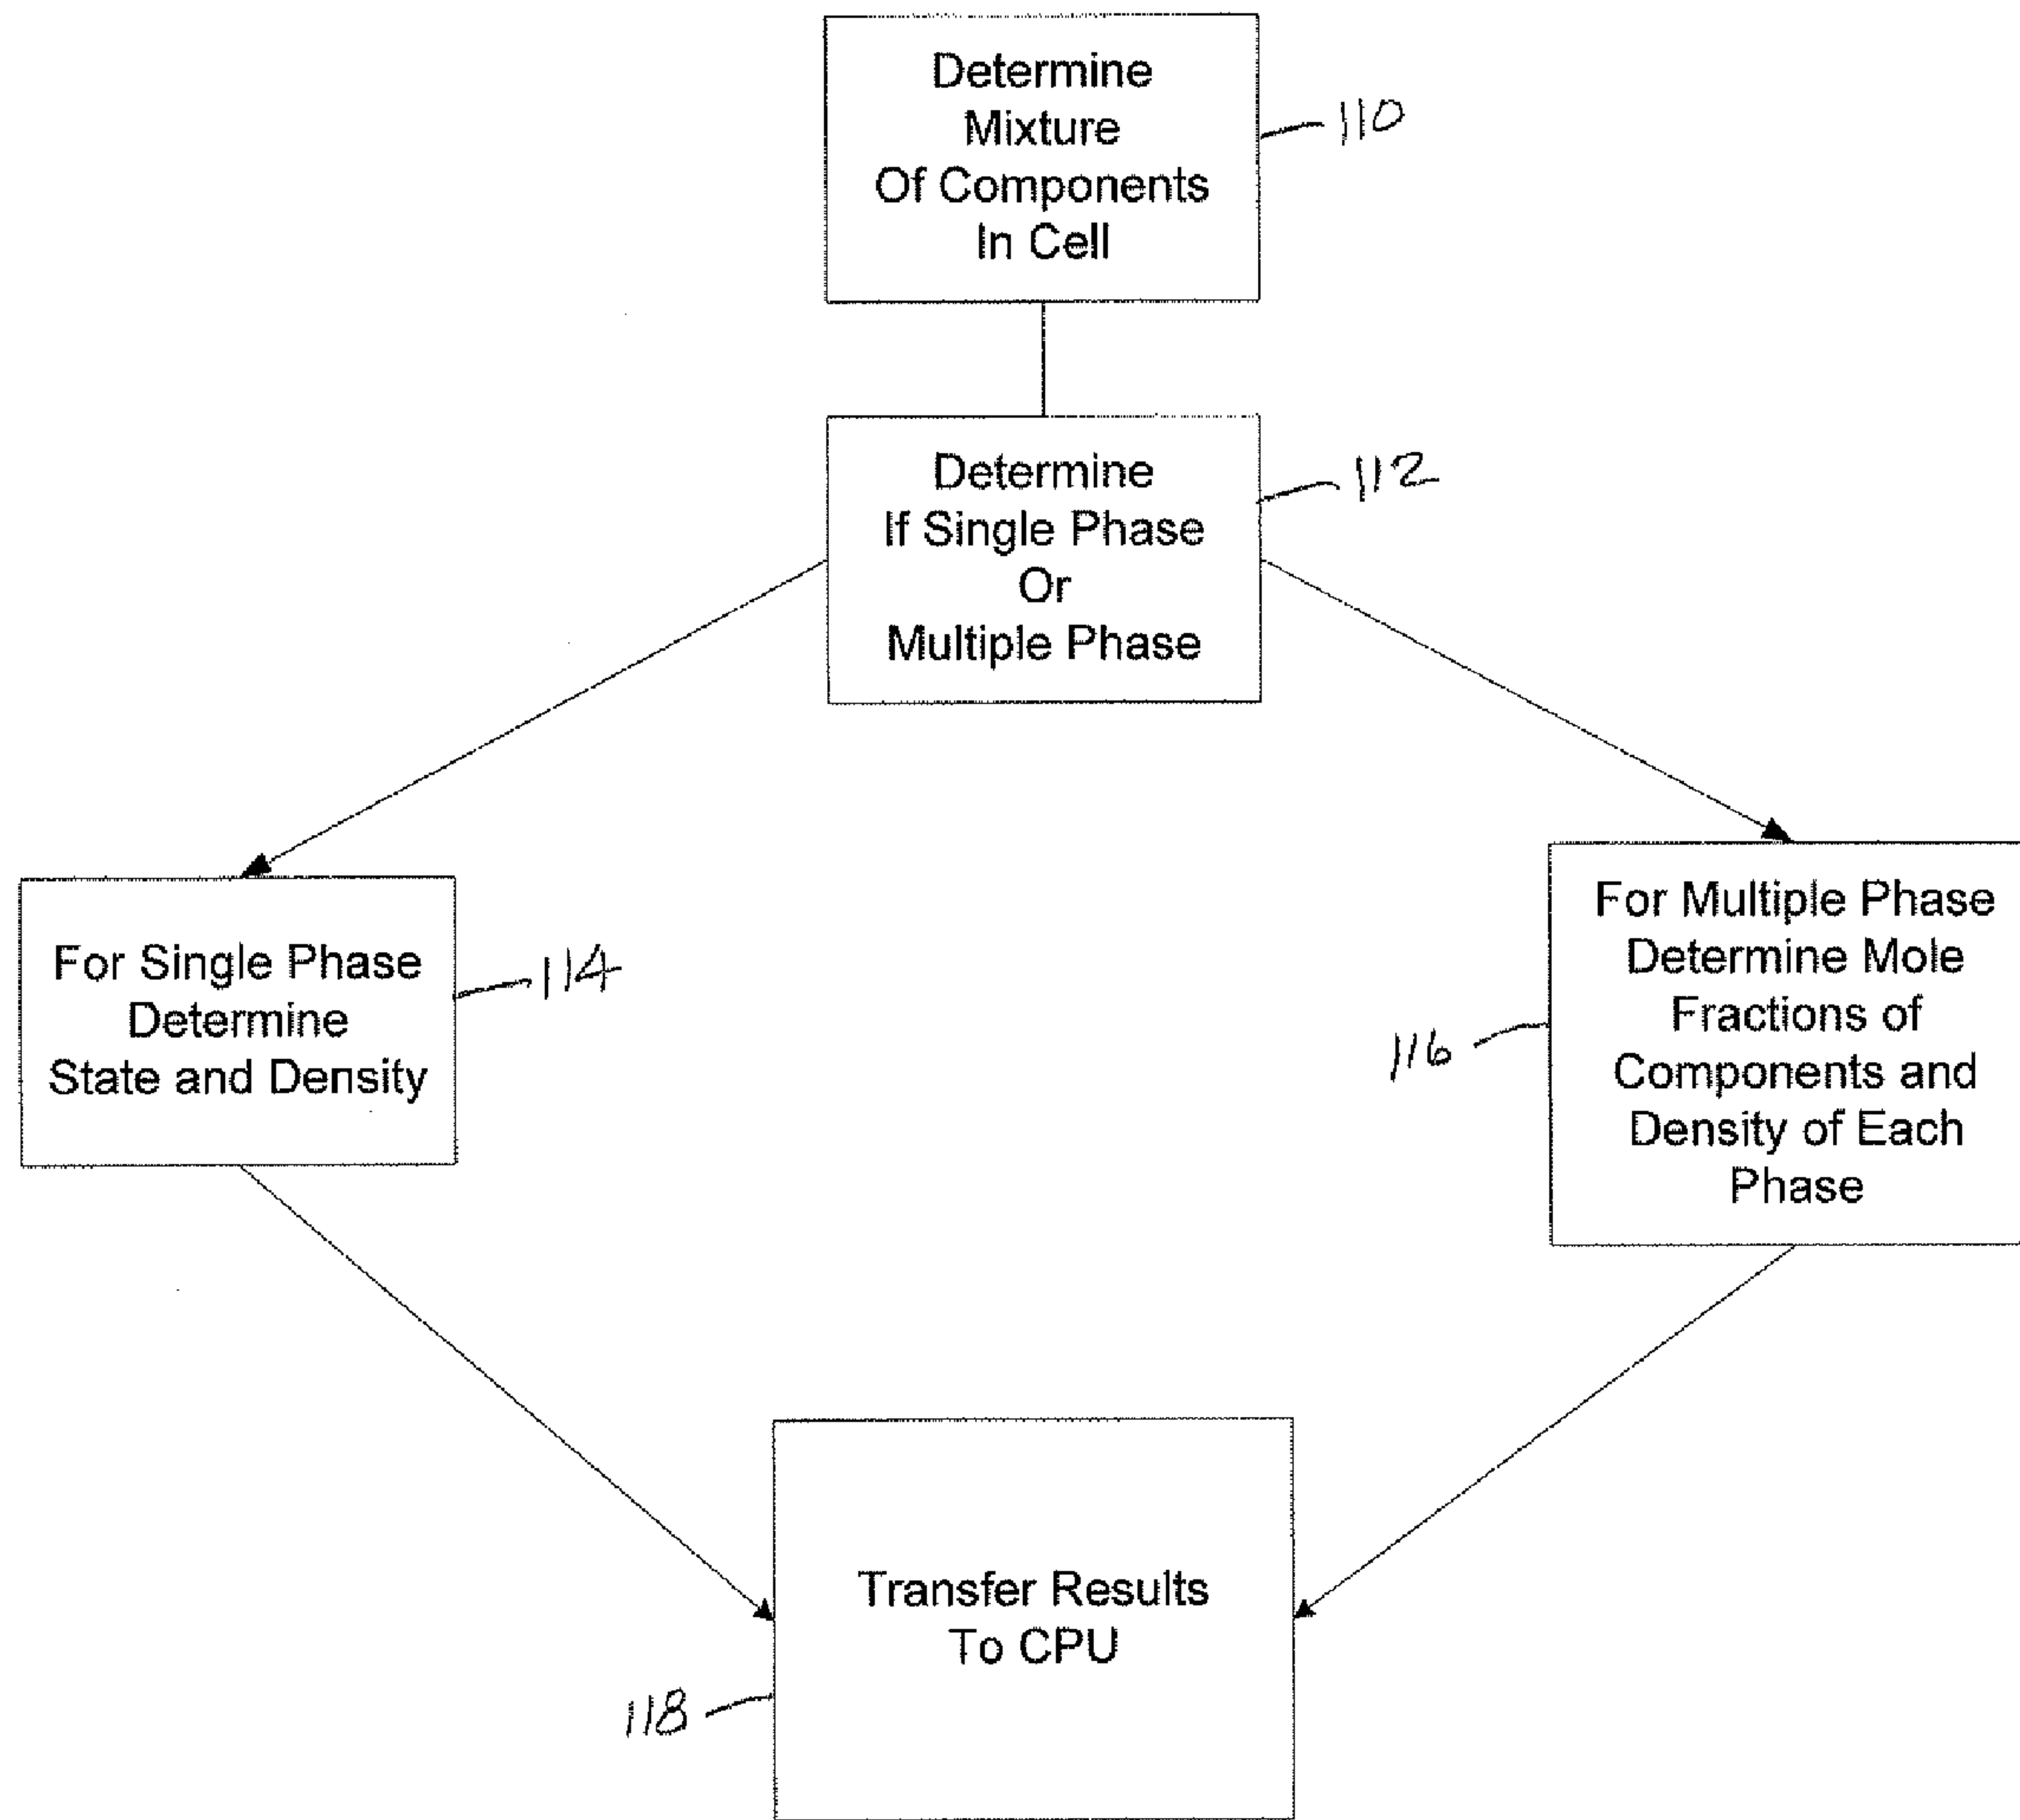 Determine
Mixture
Of Components
In Cell
110
Determine
If Single Phase
Or
Multiple Phase
112
For Single Phase
Determine
State and Density
114
For Multiple Phase
Determine Mole
Fractions of
Components and
Density of Each
Phase
116
Transfer Results
To CPU
118